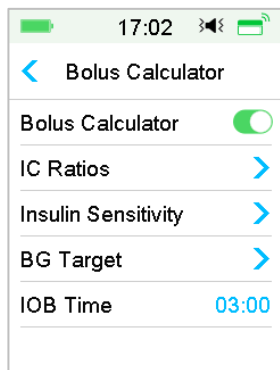 17:02
Bolus Calculator
Bolus Calculator
IC Ratios
Insulin Sensitivity
BG Target
IOB Time 03:00